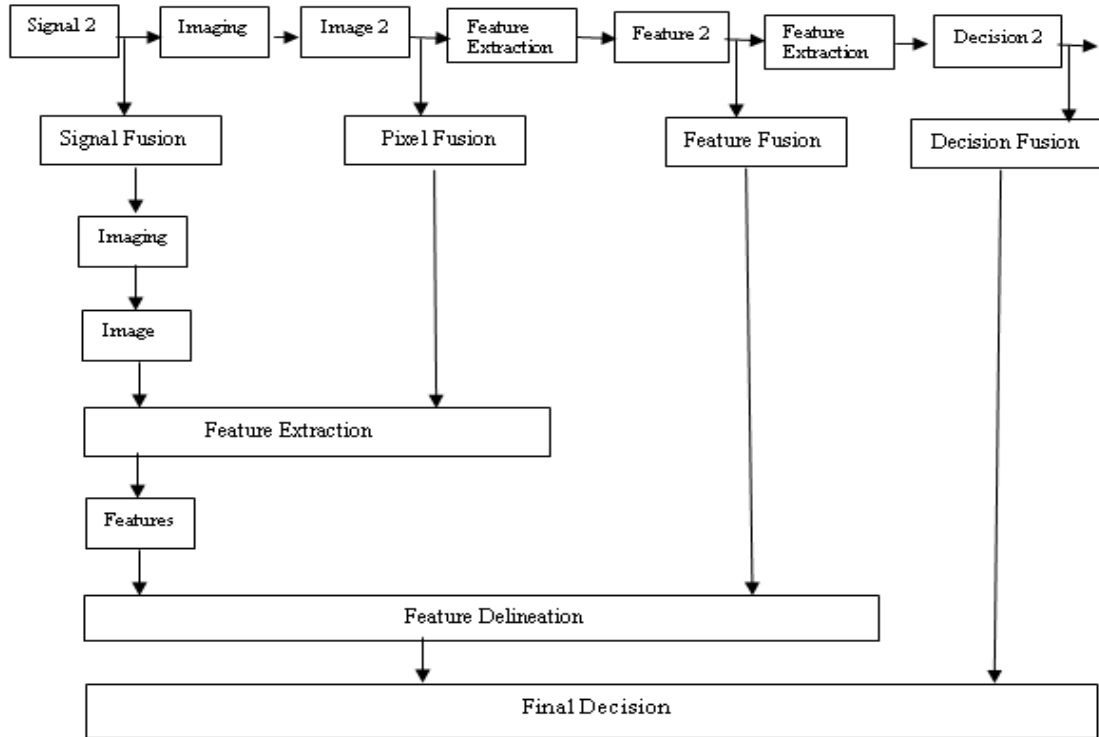 Signal 2
Imaging
Image 2
Feature
Extraction
Feature 2
Feature
Extraction
Decision 2
Signal Fusion
Pixel Fusion
Feature Fusion
Decision Fusion
Imaging
Image
Feature Extraction
Features
Feature Delineation
Final Decision